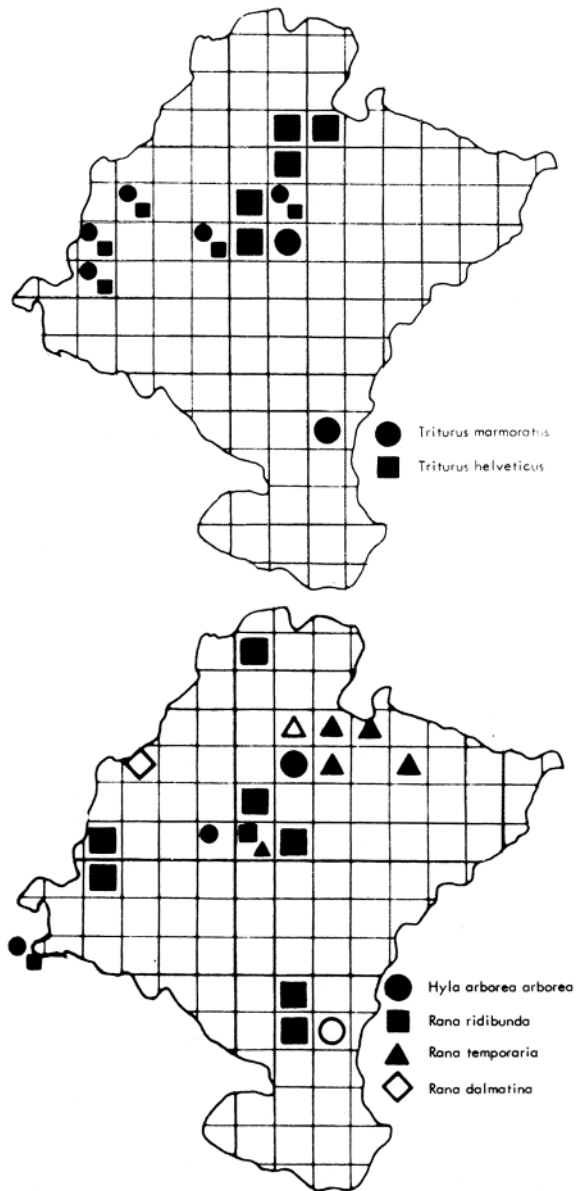 Triturus marmoratus
Triturus helveticus
Hyla arborea arborea
Rana ridibunda
Rana temporaria
Rana dalmatina